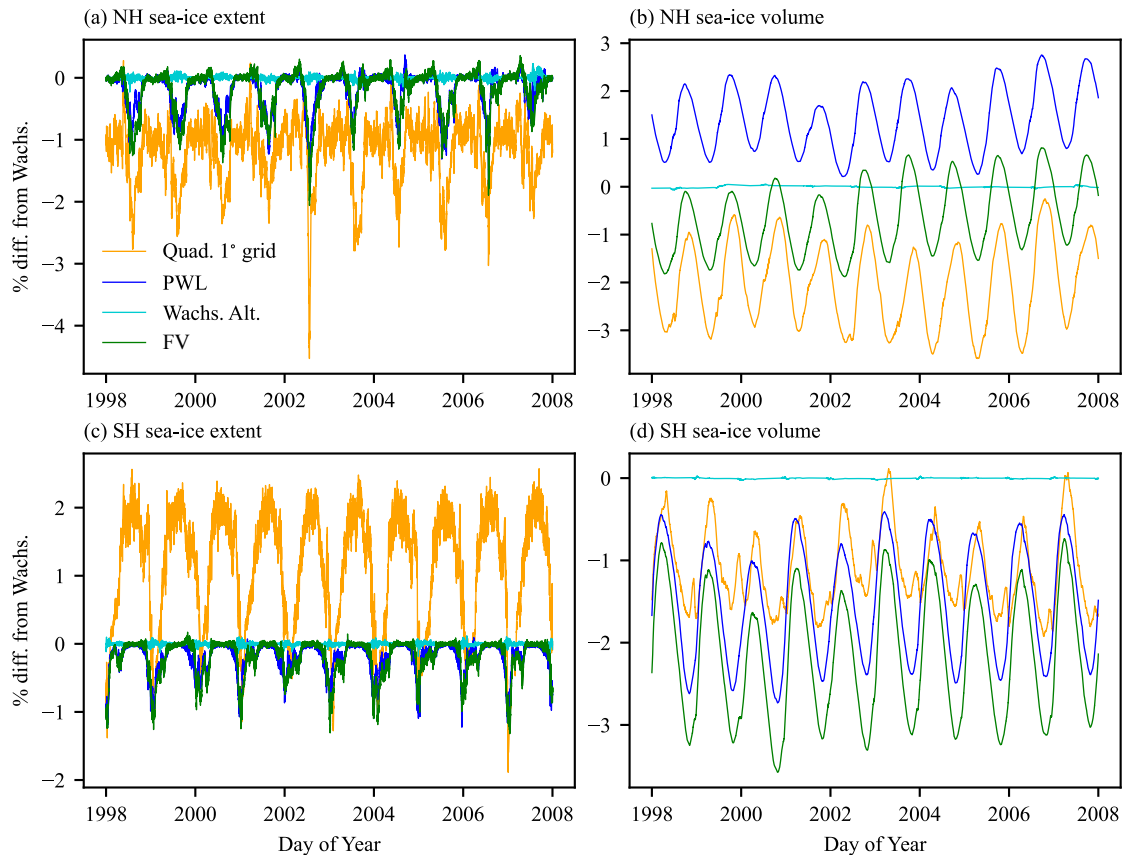 (a) NH sea-ice extent
(b) NH sea-ice volume
% diff. from Wachs.
0
−1
−2
−3
−4
Quad. 1° grid
PWL
Wachs. Alt.
FV
3
2
1
0
−1
−2
−3
1998 2000 2002 2004 2006 2008
1998 2000 2002 2004 2006 2008
(c) SH sea-ice extent
(d) SH sea-ice volume
% diff. from Wachs.
2
1
0
−1
−2
0
−1
−2
−3
1998 2000 2002 2004 2006 2008
1998 2000 2002 2004 2006 2008
Day of Year
Day of Year